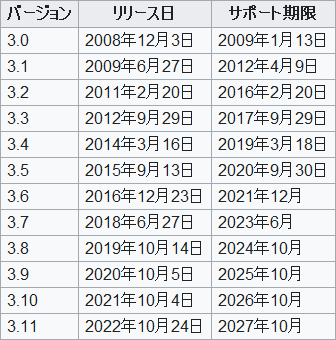 バージョン リリース日 サポート期限
3.0 2008年12月3日 2009年1月13日
3.1 2009年6月27日 2012年4月9日
3.2 2011年2月20日 2016年2月20日
3.3 2012年9月29日 2017年9月29日
3.4 2014年3月16日 2019年3月18日
3.5 2015年9月13日 2020年9月30日
3.6 2016年12月23日 2021年12月
3.7 2018年6月27日 2023年6月
3.8 2019年10月14日 2024年10月
3.9 2020年10月5日 2025年10月
3.10 2021年10月4日 2026年10月
3.11 2022年10月24日 2027年10月